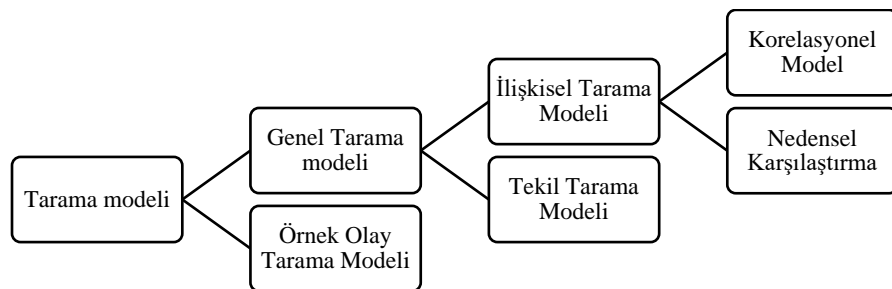 Tarama modeli
Genel Tarama
modeli
Örnek Olay
Tarama Modeli
İlişkisel Tarama
Modeli
Tekil Tarama
Modeli
Korelasyonel
Model
Nedensel
Karşılaştırma